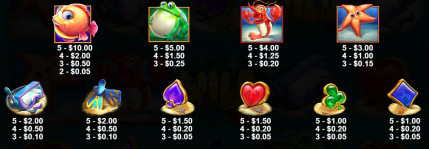 5 - $10.00
4 - $2.00
3 - $0.50
2 - $0.05
5 - $5.00
4 - $1.50
3 - $0.25
5 - $4.00
4 - $1.25
3 - $0.20
5 - $3.00
4 - $1.00
3 - $0.15
5 - $2.00
4 - $0.50
3 - $0.10
5 - $2.00
4 - $0.50
3 - $0.10
5 - $1.50
4 - $0.20
3 - $0.05
5 - $1.50
4 - $0.20
3 - $0.05
5 - $1.00
4 - $0.20
3 - $0.05
5 - $1.00
4 - $0.20
3 - $0.05